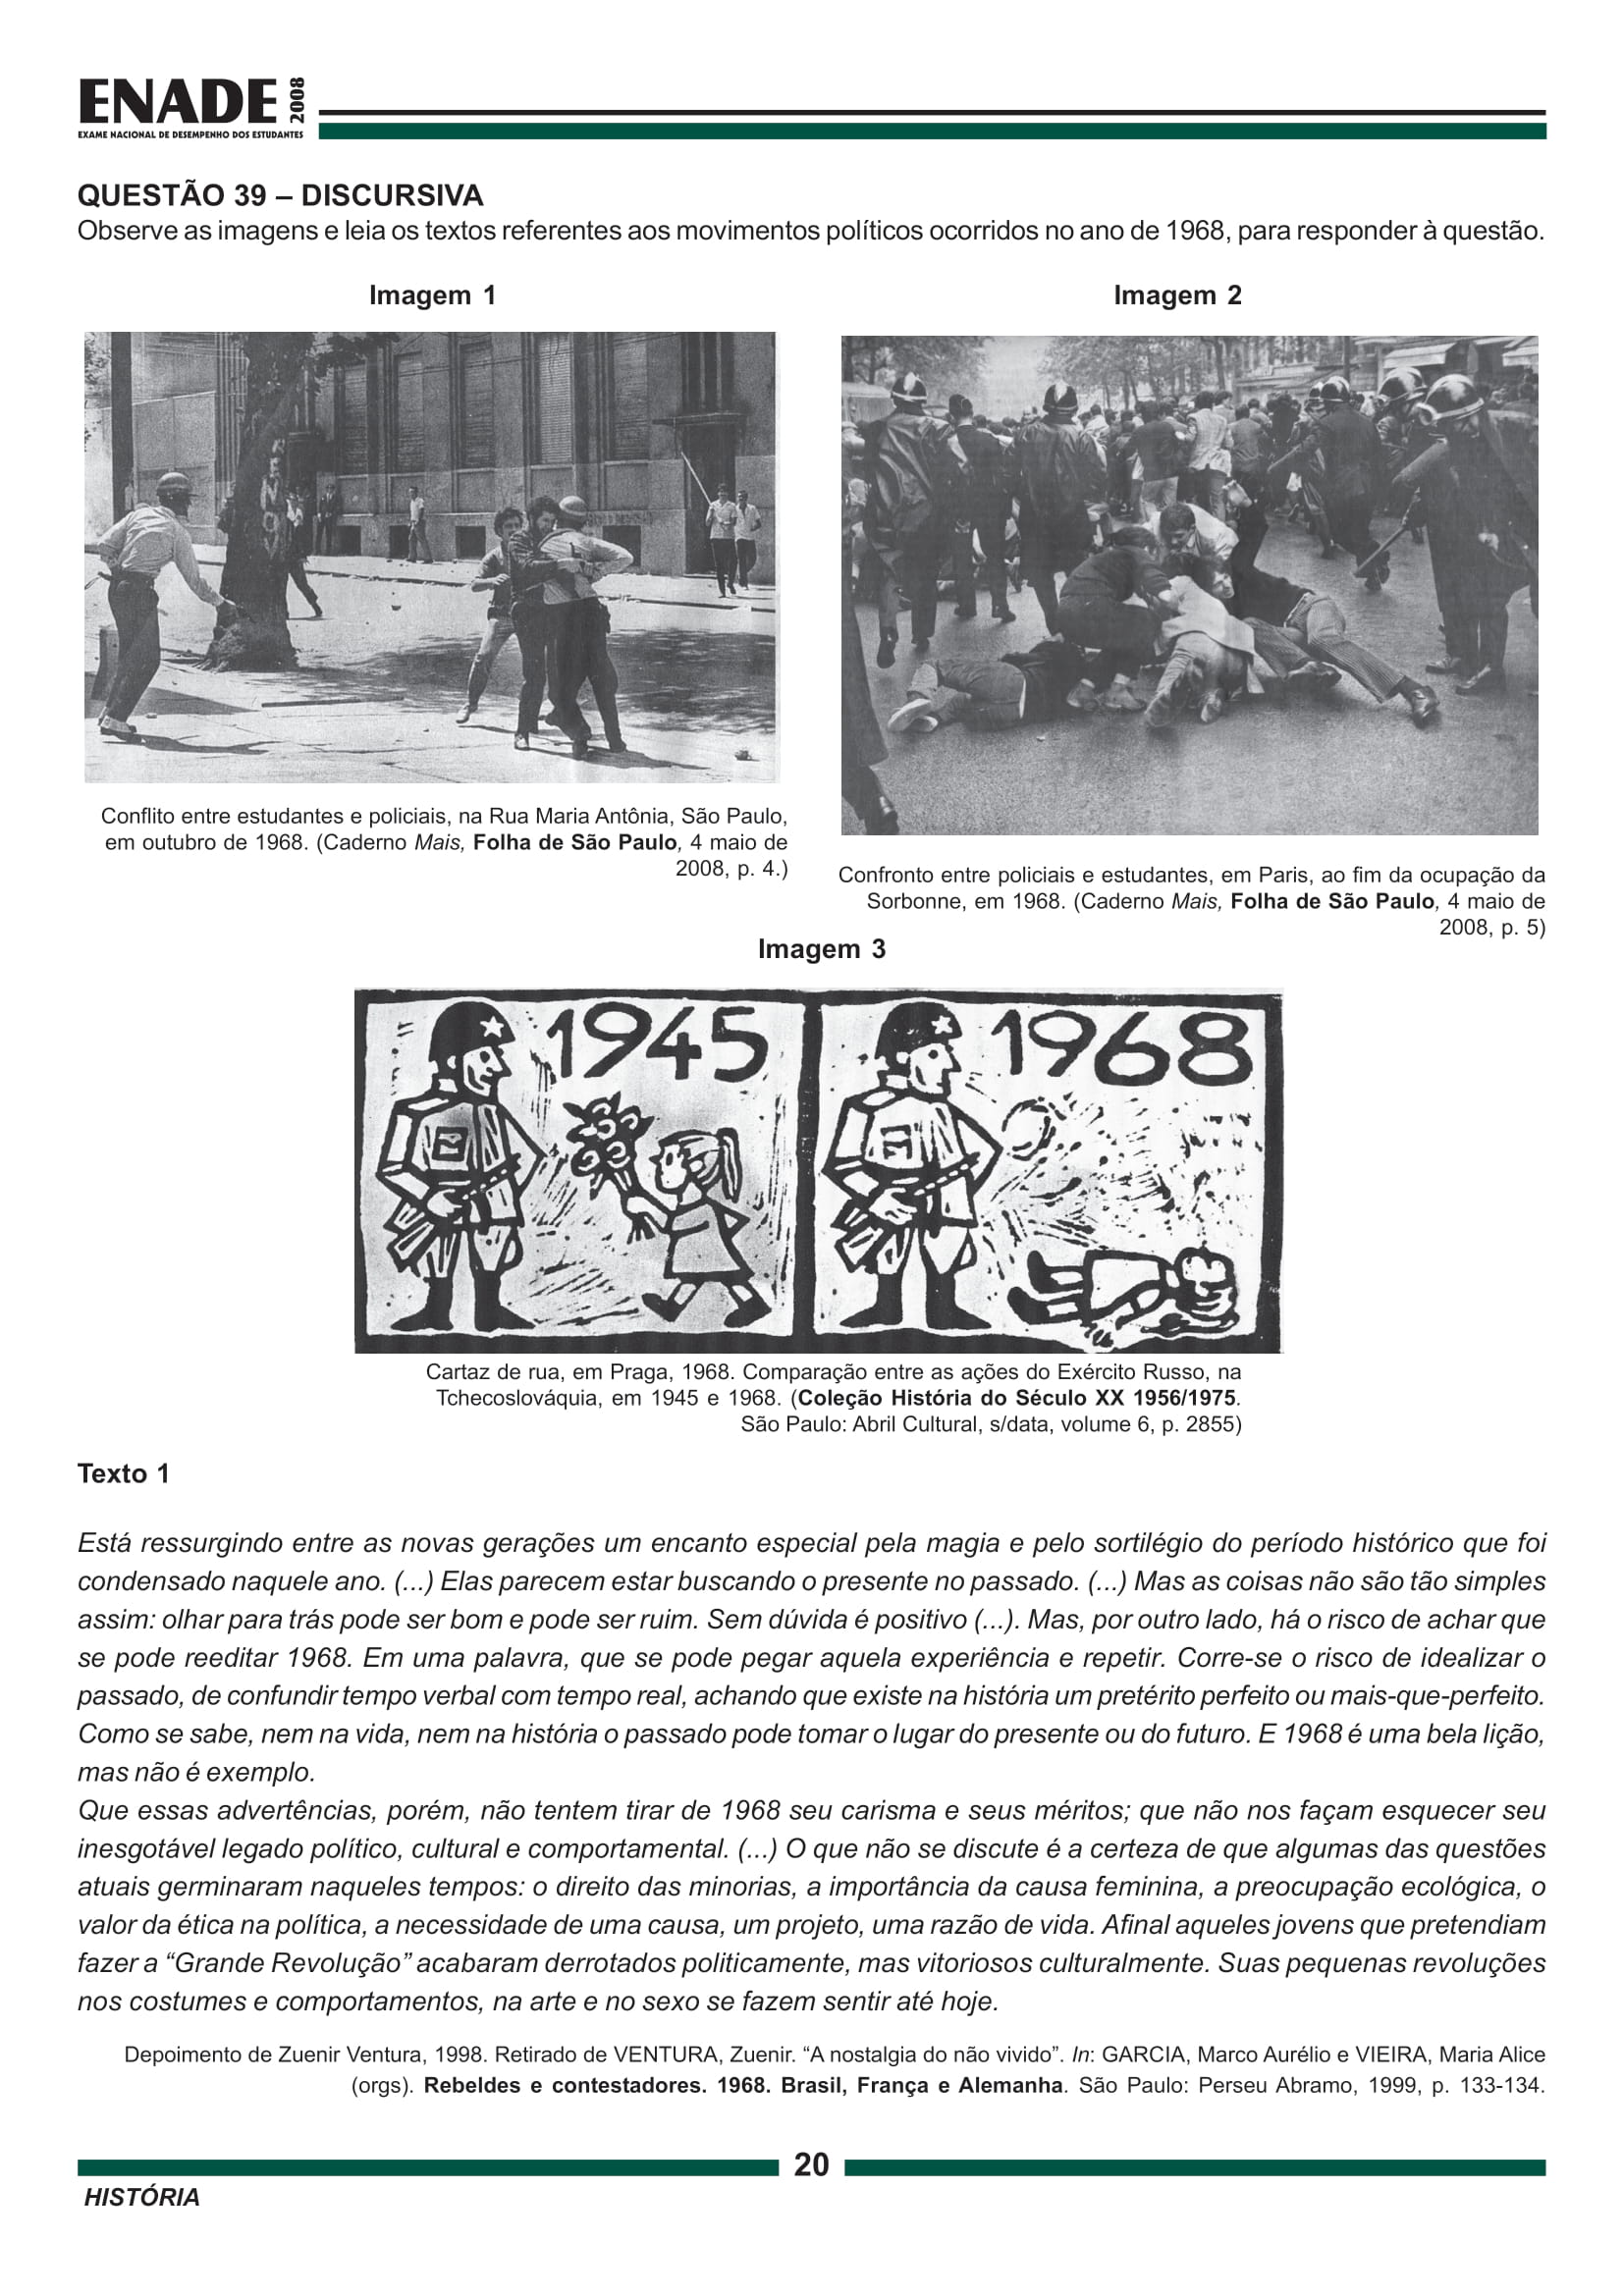 ENADE 2008
EXAME NACIONAL DE DESEMPENHO DOS ESTUDANTES
QUESTÃO 39 – DISCURSIVA
Observe as imagens e leia os textos referentes aos movimentos políticos ocorridos no ano de 1968, para responder à questão.
Imagem 1
Imagem 2
Conflito entre estudantes e policiais, na Rua Maria Antônia, São Paulo,
em outubro de 1968. (Caderno Mais, Folha de São Paulo, 4 maio de
2008, p. 4.)
Confronto entre policiais e estudantes, em Paris, ao fim da ocupação da
Sorbonne, em 1968. (Caderno Mais, Folha de São Paulo, 4 maio de
2008, p. 5)
Imagem 3
1945 1968
Cartaz de rua, em Praga, 1968. Comparação entre as ações do Exército Russo, na
Tchecoslováquia, em 1945 e 1968. (Coleção História do Século XX 1956/1975.
São Paulo: Abril Cultural, s/data, volume 6, p. 2855)
Texto 1
Está ressurgindo entre as novas gerações um encanto especial pela magia e pelo sortilégio do período histórico que foi
condensado naquele ano. (...) Elas parecem estar buscando o presente no passado. (...) Mas as coisas não são tão simples
assim: olhar para trás pode ser bom e pode ser ruim. Sem dúvida é positivo (...). Mas, por outro lado, há o risco de achar que
se pode reeditar 1968. Em uma palavra, que se pode pegar aquela experiência e repetir. Corre-se o risco de idealizar o
passado, de confundir tempo verbal com tempo real, achando que existe na história um pretérito perfeito ou mais-que-perfeito.
Como se sabe, nem na vida, nem na história o passado pode tomar o lugar do presente ou do futuro. E 1968 é uma bela lição,
mas não é exemplo.
Que essas advertências, porém, não tentem tirar de 1968 seu carisma e seus méritos; que não nos façam esquecer seu
inesgotável legado político, cultural e comportamental. (...) O que não se discute é a certeza de que algumas das questões
atuais germinaram naqueles tempos: o direito das minorias, a importância da causa feminina, a preocupação ecológica, o
valor da ética na política, a necessidade de uma causa, um projeto, uma razão de vida. Afinal aqueles jovens que pretendiam
fazer a “Grande Revolução” acabaram derrotados politicamente, mas vitoriosos culturalmente. Suas pequenas revoluções
nos costumes e comportamentos, na arte e no sexo se fazem sentir até hoje.
Depoimento de Zuenir Ventura, 1998. Retirado de VENTURA, Zuenir. “A nostalgia do não vivido”. In: GARCIA, Marco Aurélio e VIEIRA, Maria Alice
(orgs). Rebeldes e contestadores. 1968. Brasil, França e Alemanha. São Paulo: Perseu Abramo, 1999, p. 133-134.
20
HISTÓRIA